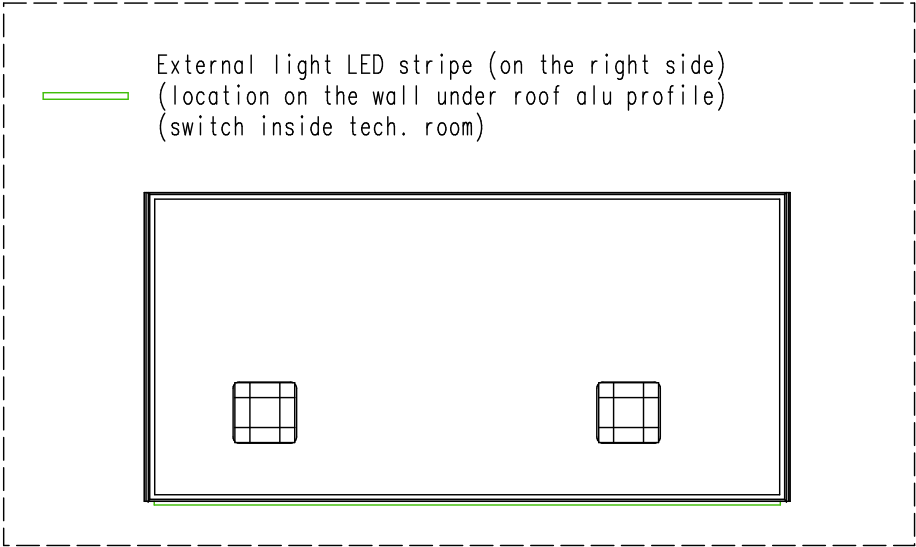 External light LED stripe (on the right side)
(location on the wall under roof alu profile)
(switch inside tech. room)